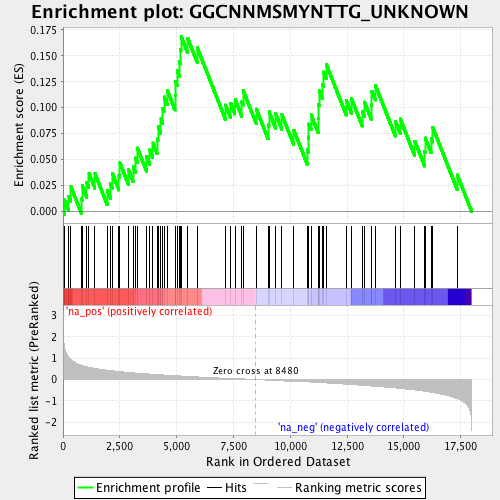 Enrichment plot: GGCNNMSMYNTTG_UNKNOWN
Enrichment score (ES)
0.175
0.150
0.125
0.100
0.075
0.050
0.025
0.000
'na_pos' (positively correlated)
Ranked list metric (PreRanked)
3
2
1
0
-1
-2
Zero cross at 8480
'na_neg' (negatively correlated)
0
2,500
5,000
7,500
10,000
12,500
15,000
17,500
Rank in Ordered Dataset
Enrichment profile
Hits
Ranking metric scores